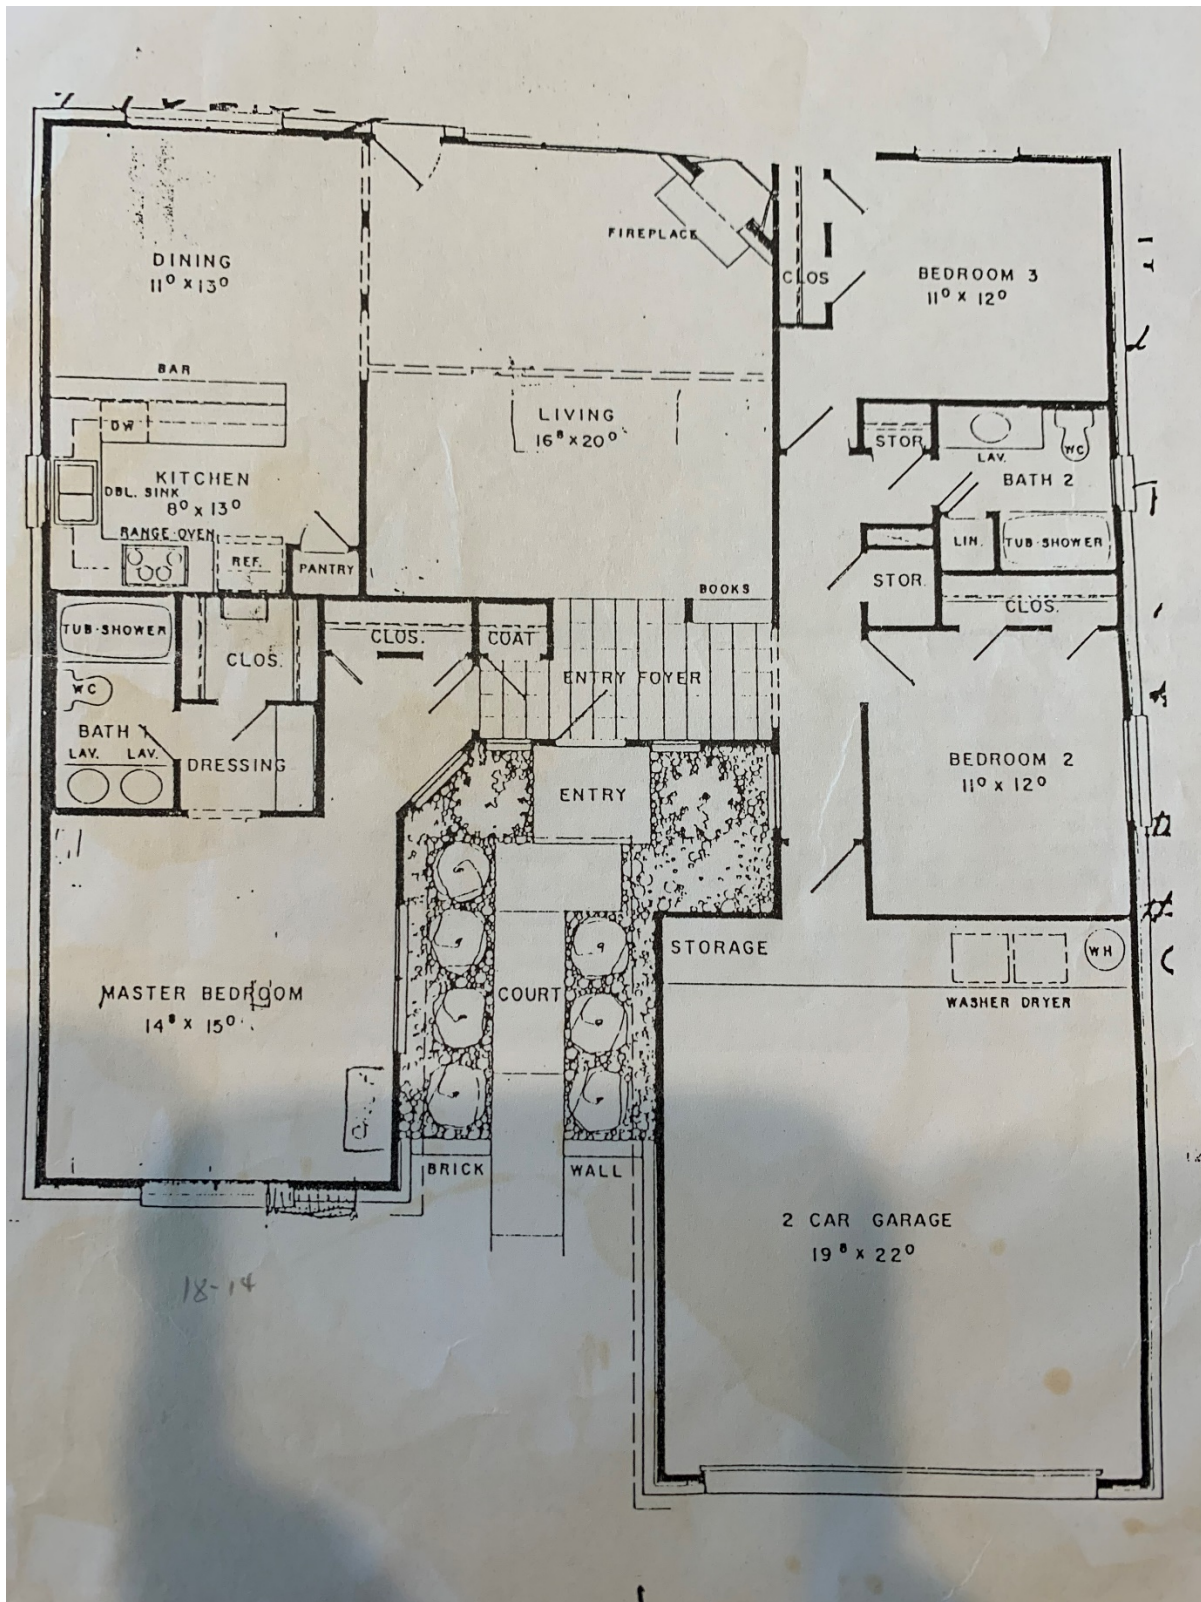 DINING
11⁰ X 13⁰
FIREPLACE
CLOS
BEDROOM 3
11⁰ X 12⁰
BAR
DW
LIVING
16⁸ X 20⁰
STOR
LAV.
WC
BATH 2
KITCHEN
DBL. SINK
8⁰ X 13⁰
RANGE-OVEN
REF.
PANTRY
LIN.
TUB-SHOWER
STOR.
BOOKS
CLOS.
TUB-SHOWER
CLOS.
CLOS.
COAT
ENTRY FOYER
WC
BATH 1
LAV. LAV.
DRESSING
ENTRY
BEDROOM 2
11⁰ X 12⁰
STORAGE
WH
WASHER DRYER
MASTER BEDROOM
14⁸ X 15⁰
COURT
BRICK WALL
2 CAR GARAGE
19⁸ X 22⁰
18-14